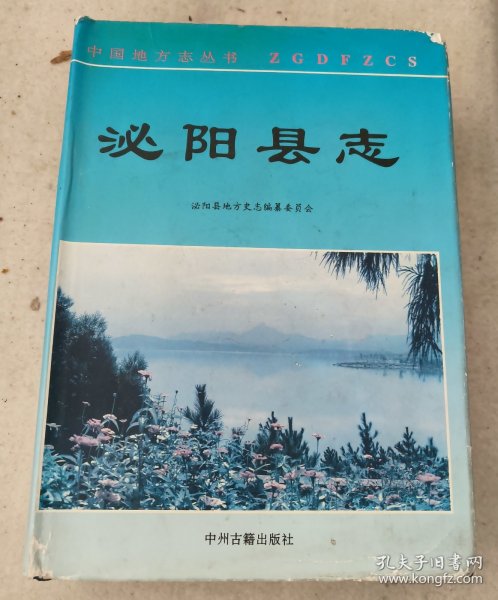 中国地方志丛书 ZGDFZCS
泌阳县志
泌阳县地方史志编纂委员会
中州古籍出版社
孔夫子旧书网
www.kongfz.com